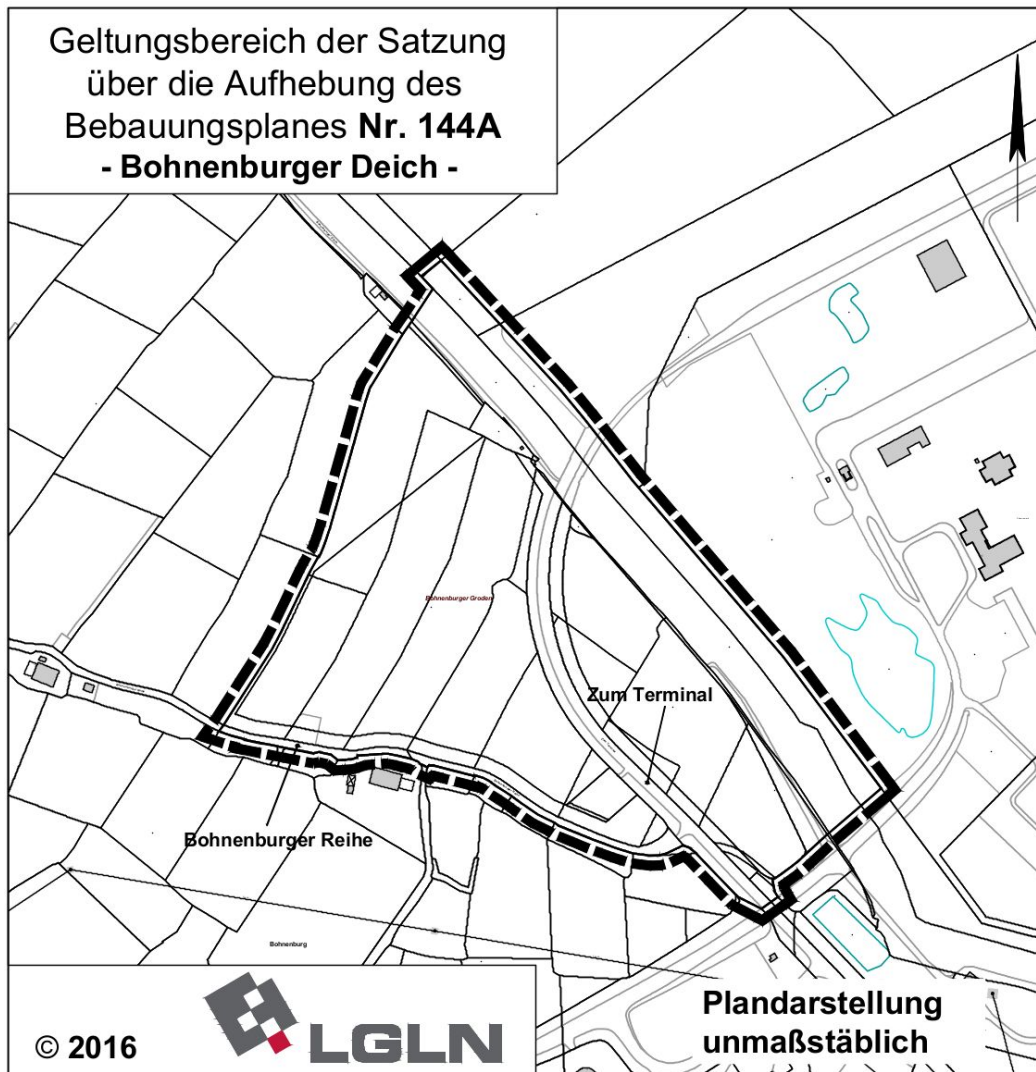 Geltungsbereich der Satzung
über die Aufhebung des
Bebauungsplanes Nr. 144A
- Bohnenburger Deich -
Bohnenburger Groden
Zum Terminal
Bohnenburger Reihe
Bohnenburg
© 2016
LGLN
Plandarstellung
unmaßstäblich